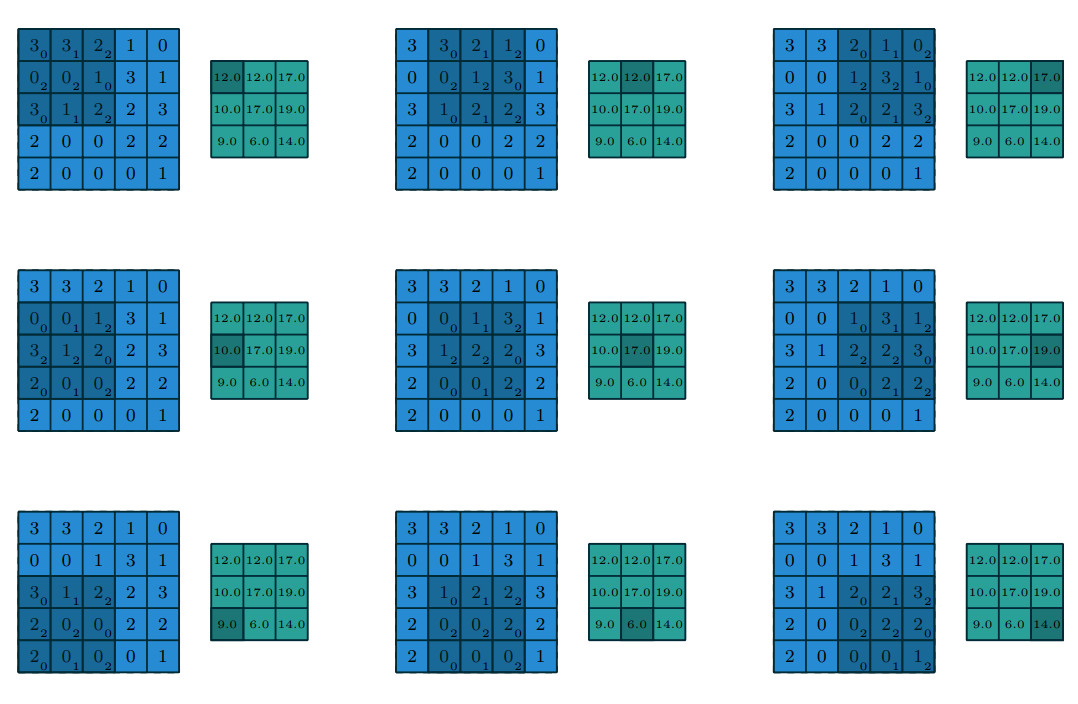 3₀ 3₁ 2₂ 1 0
0₂ 0₂ 1₀ 3 1
3₀ 1₁ 2₂ 2 3
2 0 0 2 2
2 0 0 0 1
12.0 12.0 17.0
10.0 17.0 19.0
9.0 6.0 14.0
3 3₀ 2₁ 1₂ 0
0 0₂ 1₂ 3₀ 1
3 1₀ 2₁ 2₂ 3
2 0 0 2 2
2 0 0 0 1
12.0 12.0 17.0
10.0 17.0 19.0
9.0 6.0 14.0
3 3 2₀ 1₁ 0₂
0 0 1₂ 3₂ 1₀
3 1 2₀ 2₁ 3₂
2 0 0 2 2
2 0 0 0 1
12.0 12.0 17.0
10.0 17.0 19.0
9.0 6.0 14.0
3 3 2 1 0
0₀ 0₁ 1₂ 3 1
3₂ 1₂ 2₀ 2 3
2₀ 0₁ 0₂ 2 2
2 0 0 0 1
12.0 12.0 17.0
10.0 17.0 19.0
9.0 6.0 14.0
3 3 2 1 0
0 0₀ 1₁ 3₂ 1
3 1₂ 2₂ 2₀ 3
2 0₀ 0₁ 2₂ 2
2 0 0 0 1
12.0 12.0 17.0
10.0 17.0 19.0
9.0 6.0 14.0
3 3 2 1 0
0 0 1₀ 3₁ 1₂
3 1 2₂ 2₂ 3₀
2 0 0₀ 2₁ 2₂
2 0 0 0 1
12.0 12.0 17.0
10.0 17.0 19.0
9.0 6.0 14.0
3 3 2 1 0
0 0 1 3 1
3₀ 1₁ 2₂ 2 3
2₂ 0₂ 0₀ 2 2
2₀ 0₁ 0₂ 0 1
12.0 12.0 17.0
10.0 17.0 19.0
9.0 6.0 14.0
3 3 2 1 0
0 0 1 3 1
3 1₀ 2₁ 2₂ 3
2 0₂ 0₂ 2₀ 2
2 0₀ 0₁ 0₂ 1
12.0 12.0 17.0
10.0 17.0 19.0
9.0 6.0 14.0
3 3 2 1 0
0 0 1 3 1
3 1 2₀ 2₁ 3₂
2 0 0₂ 2₂ 2₀
2 0 0₀ 0₁ 1₂
12.0 12.0 17.0
10.0 17.0 19.0
9.0 6.0 14.0